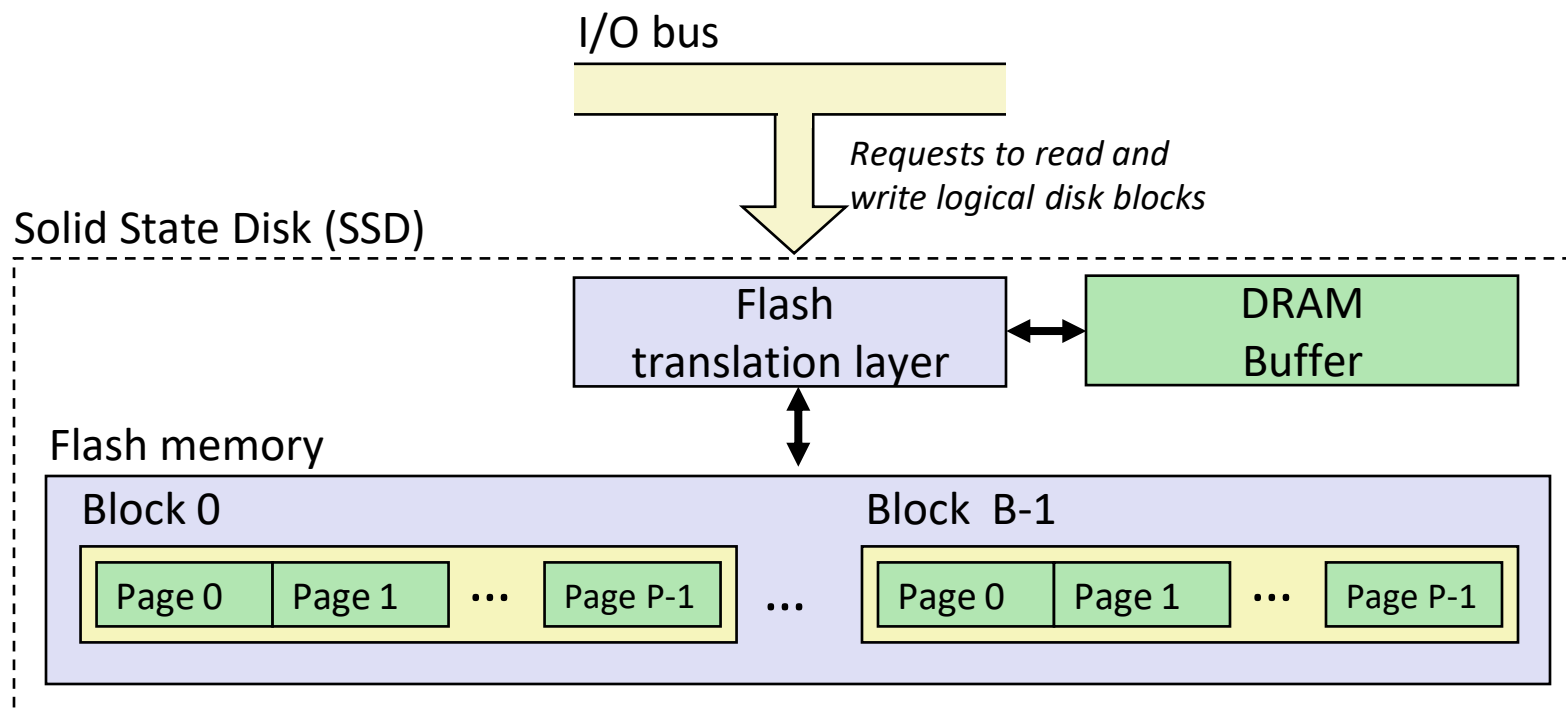 I/O bus
Requests to read and
write logical disk blocks
Solid State Disk (SSD)
Flash
translation layer
DRAM
Buffer
Flash memory
Block 0
Block B-1
Page 0 Page 1 ... Page P-1 ... Page 0 Page 1 ... Page P-1